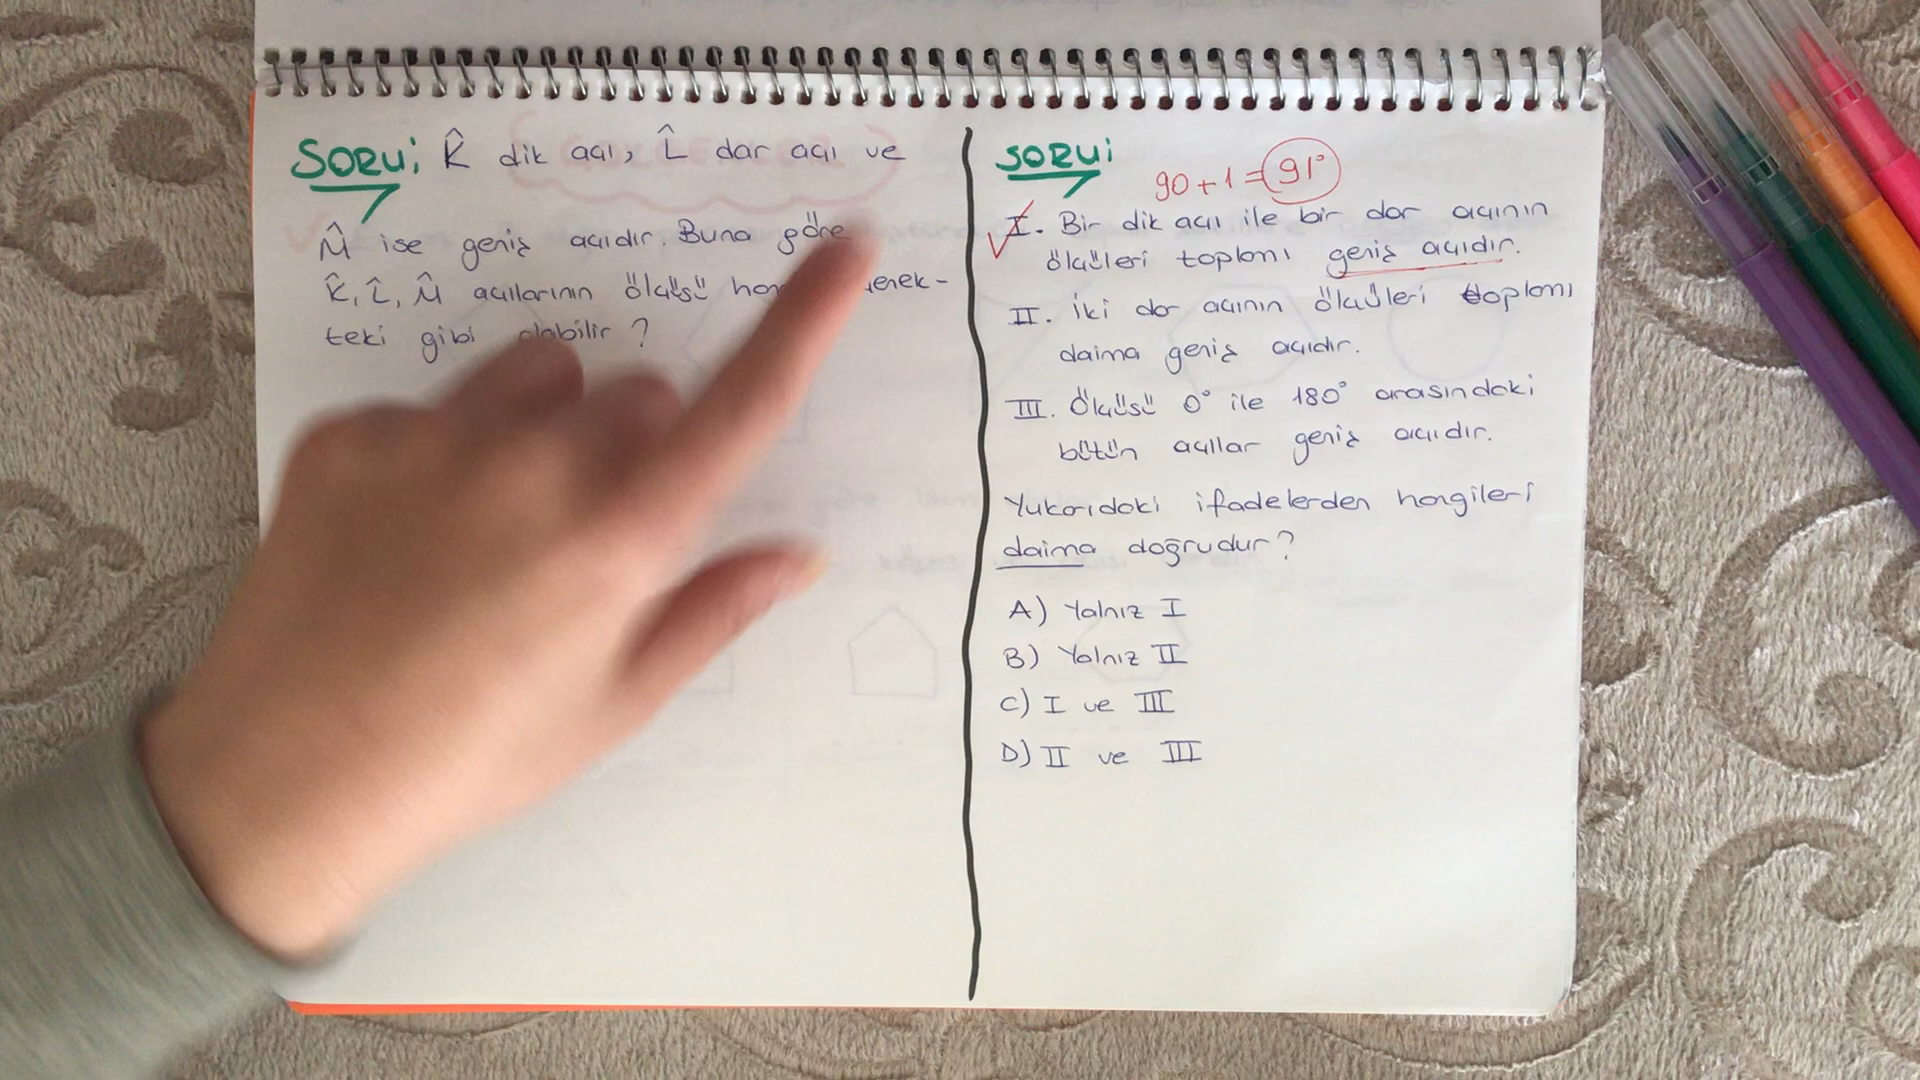 SORU: K̂ dik açı, L̂ dar açı ve
M̂ ise geniş açıdır. Buna göre
K̂, L̂, M̂ açılarının ölçüsü
teki gibi olabilir?
SORU:
90+1=91°
I. Bir dik açı ile bir dar açının
ölçüleri toplamı geniş açıdır.
II. İki dar açının ölçüleri toplamı
daima geniş açıdır.
III. Ölçüsü 0° ile 180° arasındaki
bütün açılar geniş açıdır.
Yukarıdaki ifadelerden hangileri
daima doğrudur?
A) Yalnız I
B) Yalnız II
C) I ve III
D) II ve III